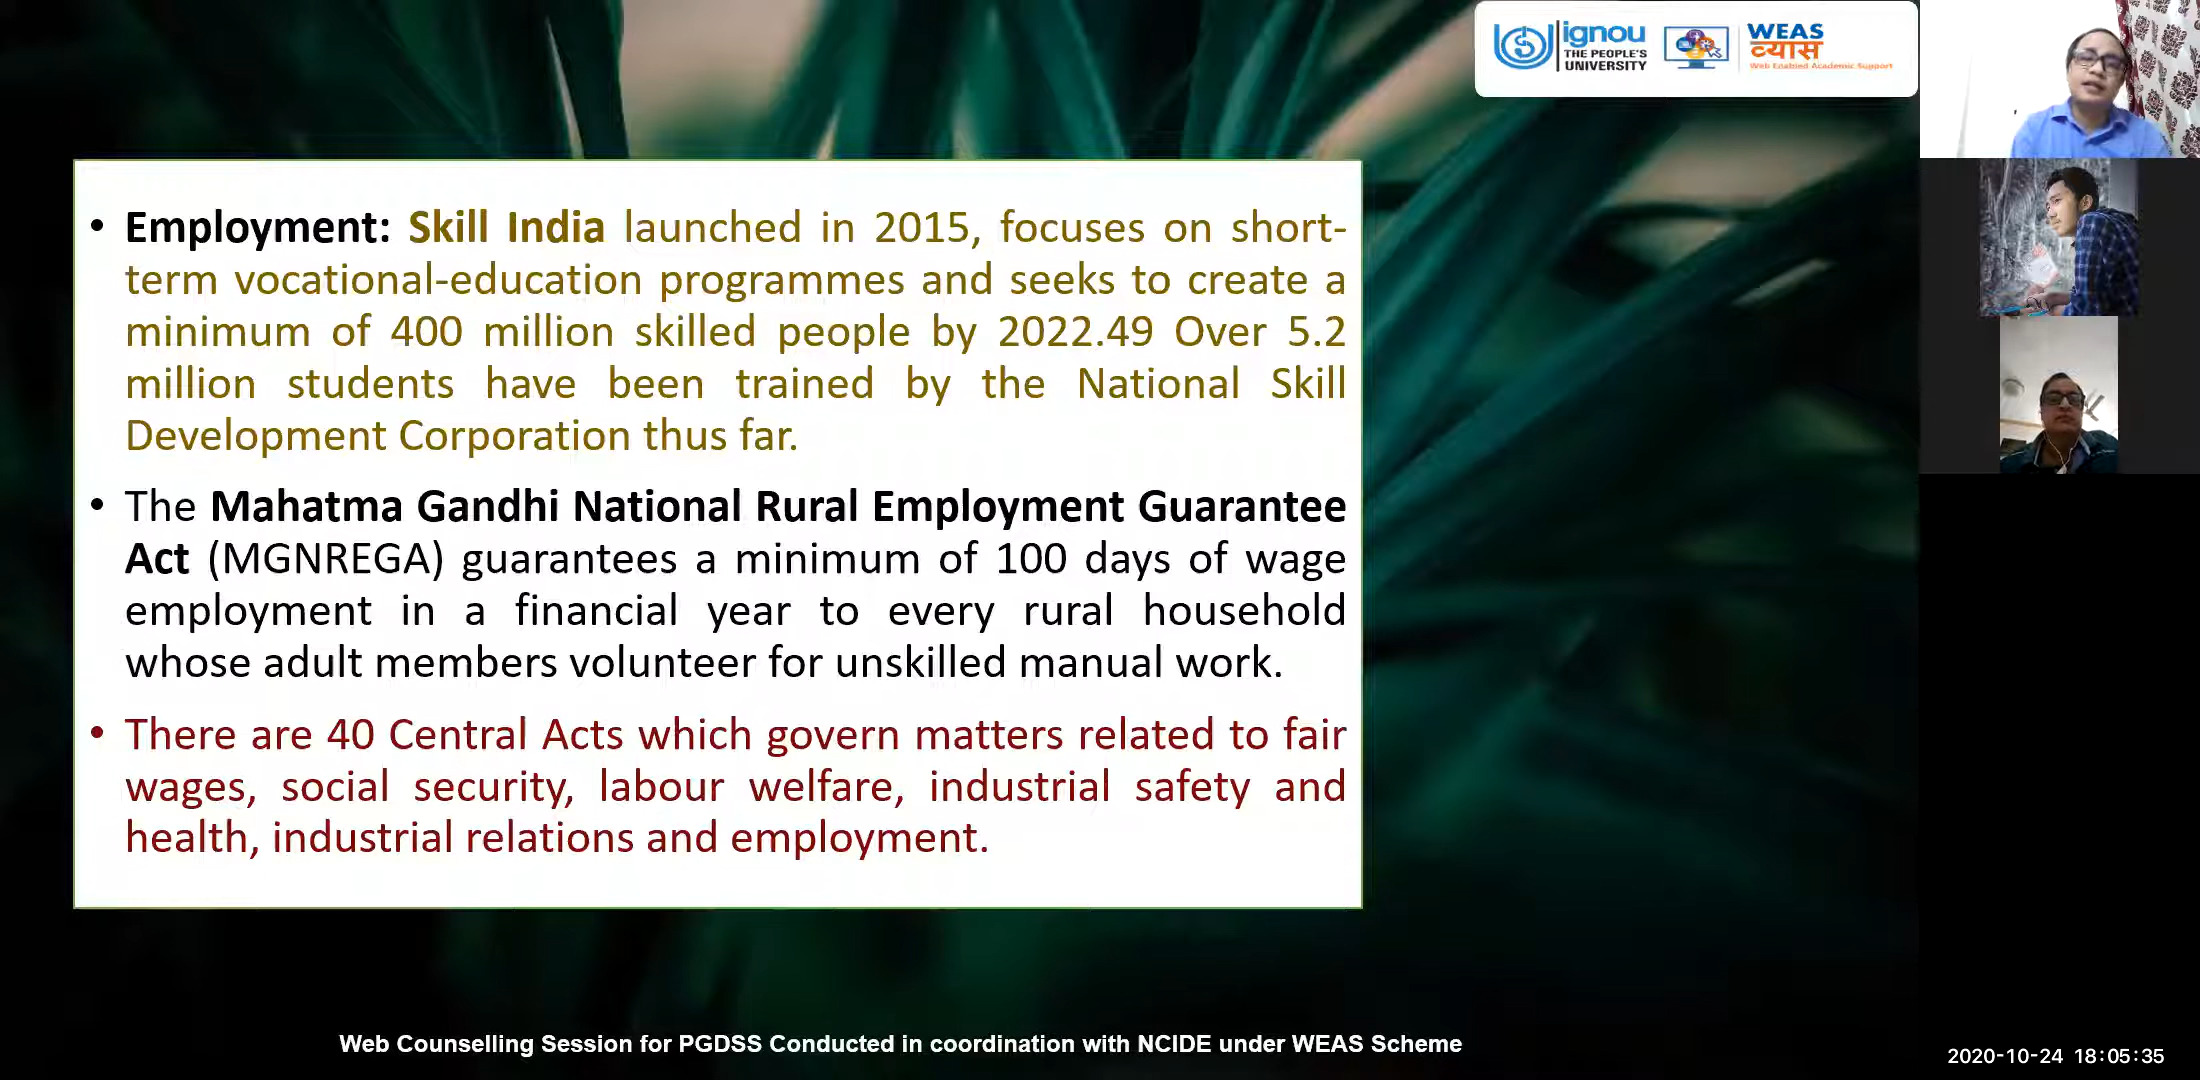 ignou
THE PEOPLE'S
UNIVERSITY
WEAS
व्यास
Web Enabled Academic Support
• Employment: Skill India launched in 2015, focuses on short-
term vocational-education programmes and seeks to create a
minimum of 400 million skilled people by 2022.49 Over 5.2
million students have been trained by the National Skill
Development Corporation thus far.
• The Mahatma Gandhi National Rural Employment Guarantee
Act (MGNREGA) guarantees a minimum of 100 days of wage
employment in a financial year to every rural household
whose adult members volunteer for unskilled manual work.
• There are 40 Central Acts which govern matters related to fair
wages, social security, labour welfare, industrial safety and
health, industrial relations and employment.
Web Counselling Session for PGDSS Conducted in coordination with NCIDE under WEAS Scheme
2020-10-24 18:05:35